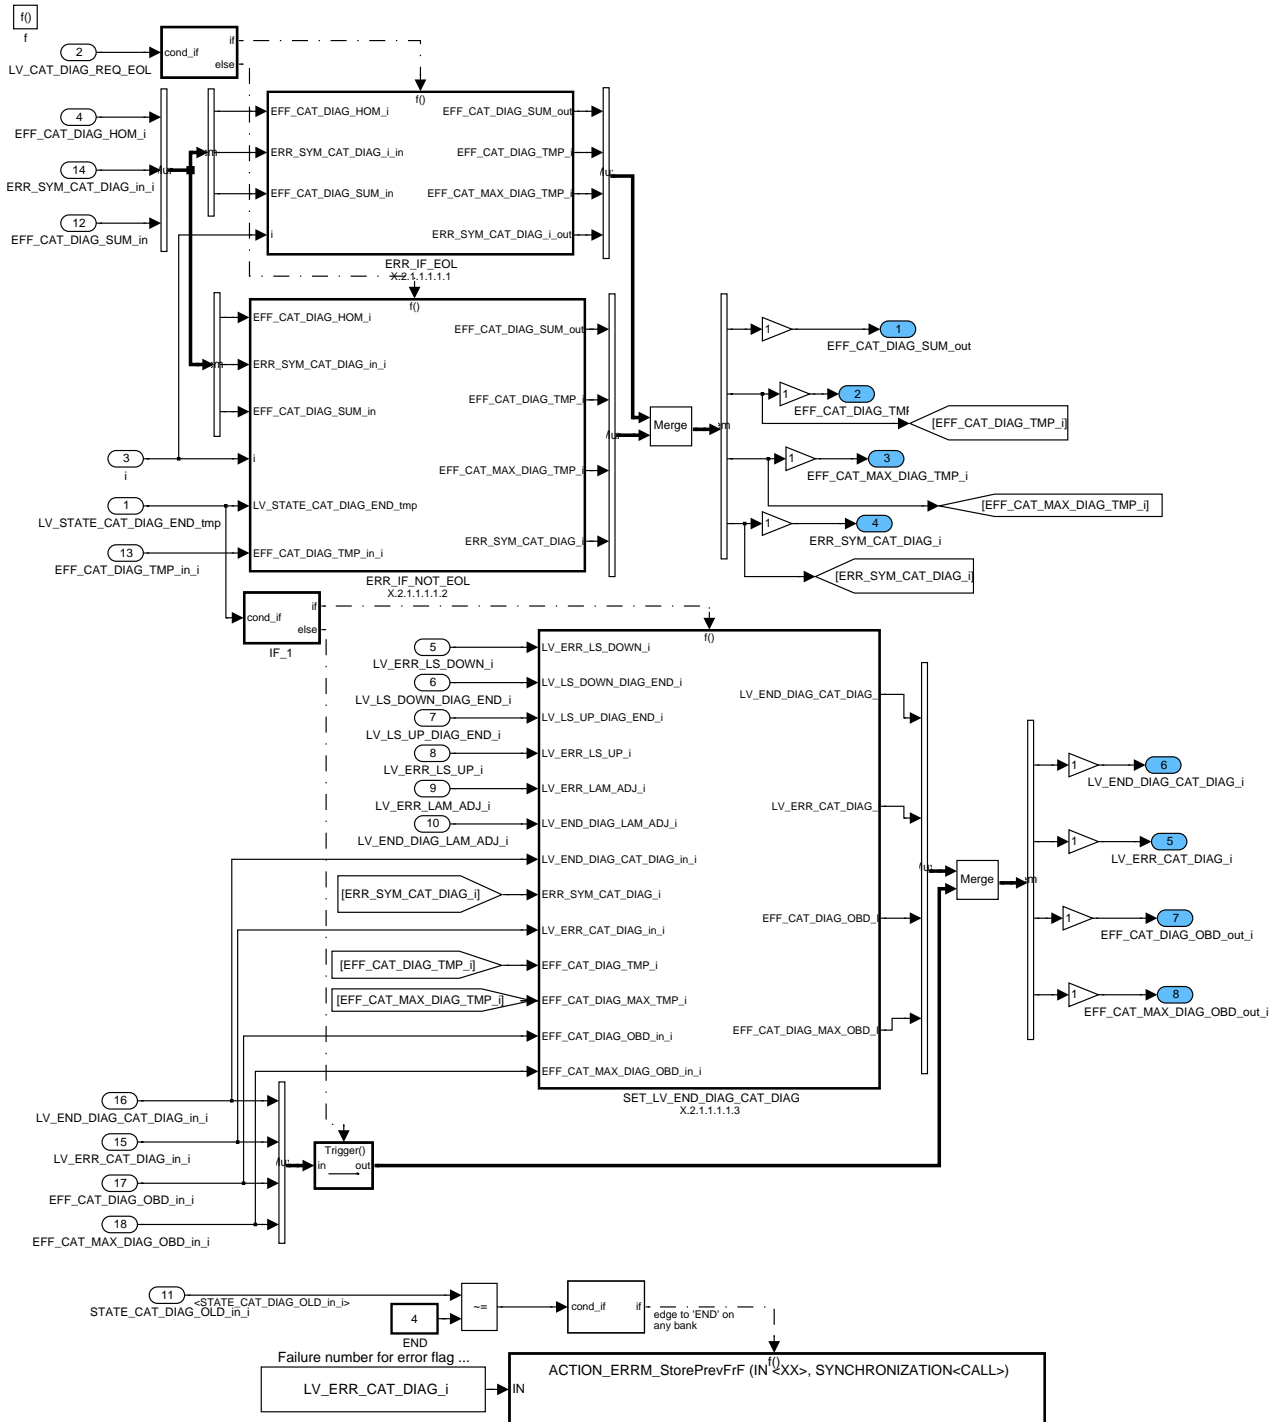 f()
f
2
LV_CAT_DIAG_REQ_EOL
cond_if
if
else
4
EFF_CAT_DIAG_HOM_i
14
ERR_SYM_CAT_DIAG_in_i
12
EFF_CAT_DIAG_SUM_in
f()
EFF_CAT_DIAG_HOM_i
ERR_SYM_CAT_DIAG_i_in
EFF_CAT_DIAG_SUM_in
i
EFF_CAT_DIAG_SUM_out
EFF_CAT_DIAG_TMP_i
EFF_CAT_MAX_DIAG_TMP_i
ERR_SYM_CAT_DIAG_i_out
ERR_IF_EOL
X.2.1.1.1.1.1
f()
EFF_CAT_DIAG_HOM_i
ERR_SYM_CAT_DIAG_in_i
EFF_CAT_DIAG_SUM_in
i
LV_STATE_CAT_DIAG_END_tmp
EFF_CAT_DIAG_TMP_in_i
EFF_CAT_DIAG_SUM_out
EFF_CAT_DIAG_TMP_i
EFF_CAT_MAX_DIAG_TMP_i
ERR_SYM_CAT_DIAG_i
ERR_IF_NOT_EOL
X.2.1.1.1.1.2
3
i
1
LV_STATE_CAT_DIAG_END_tmp
13
EFF_CAT_DIAG_TMP_in_i
Merge
1
1
EFF_CAT_DIAG_SUM_out
1
2
EFF_CAT_DIAG_TMP
[EFF_CAT_DIAG_TMP_i]
1
3
EFF_CAT_MAX_DIAG_TMP_i
[EFF_CAT_MAX_DIAG_TMP_i]
1
4
ERR_SYM_CAT_DIAG_i
[ERR_SYM_CAT_DIAG_i]
cond_if
if
else
IF_1
5
LV_ERR_LS_DOWN_i
6
LV_LS_DOWN_DIAG_END_i
7
LV_LS_UP_DIAG_END_i
8
LV_ERR_LS_UP_i
9
LV_ERR_LAM_ADJ_i
10
LV_END_DIAG_LAM_ADJ_i
[ERR_SYM_CAT_DIAG_i]
[EFF_CAT_DIAG_TMP_i]
[EFF_CAT_MAX_DIAG_TMP_i]
f()
LV_ERR_LS_DOWN_i
LV_LS_DOWN_DIAG_END_i
LV_LS_UP_DIAG_END_i
LV_ERR_LS_UP_i
LV_ERR_LAM_ADJ_i
LV_END_DIAG_LAM_ADJ_i
LV_END_DIAG_CAT_DIAG_in_i
ERR_SYM_CAT_DIAG_i
LV_ERR_CAT_DIAG_in_i
EFF_CAT_DIAG_TMP_i
EFF_CAT_DIAG_MAX_TMP_i
EFF_CAT_DIAG_OBD_in_i
EFF_CAT_MAX_DIAG_OBD_in_i
LV_END_DIAG_CAT_DIAG_
LV_ERR_CAT_DIAG_
EFF_CAT_DIAG_OBD_i
EFF_CAT_DIAG_MAX_OBD_i
SET_LV_END_DIAG_CAT_DIAG
X.2.1.1.1.1.3
Merge
1
6
LV_END_DIAG_CAT_DIAG_i
1
5
LV_ERR_CAT_DIAG_i
1
7
EFF_CAT_DIAG_OBD_out_i
1
8
EFF_CAT_MAX_DIAG_OBD_out_i
16
LV_END_DIAG_CAT_DIAG_in_i
15
LV_ERR_CAT_DIAG_in_i
17
EFF_CAT_DIAG_OBD_in_i
18
EFF_CAT_MAX_DIAG_OBD_in_i
Trigger()
in
out
11
<STATE_CAT_DIAG_OLD_in_i>
STATE_CAT_DIAG_OLD_in_i
4
END
~=
cond_if
if
edge to 'END' on
any bank
Failure number for error flag ...
LV_ERR_CAT_DIAG_i
f()
ACTION_ERRM_StorePrevFrF (IN <XX>, SYNCHRONIZATION<CALL>)
IN